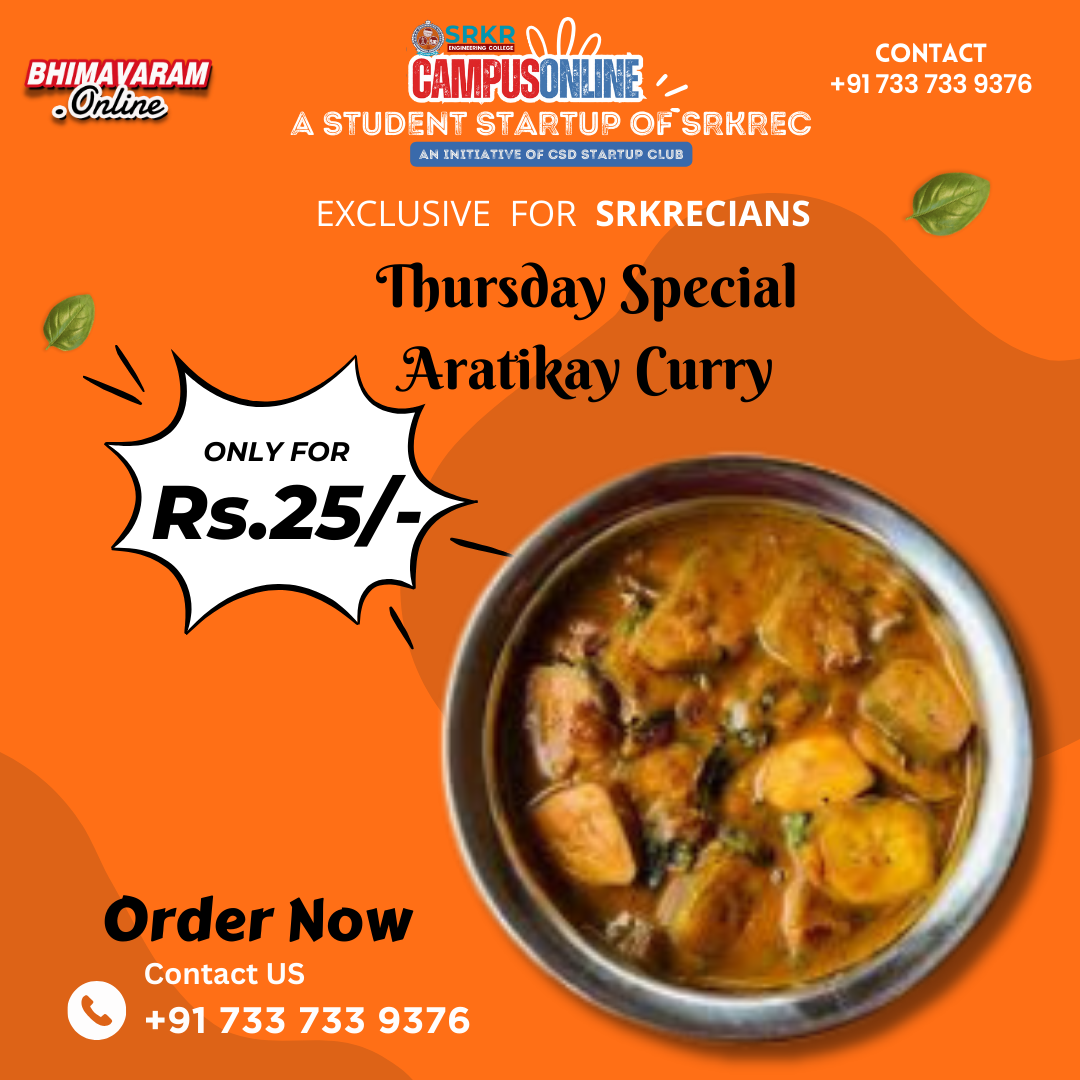 BHIMAVARAM
.Online
SRKR
ENGINEERING COLLEGE
CAMPUSONLINE
A STUDENT STARTUP OF SRKREC
AN INITIATIVE OF CSD STARTUP CLUB
CONTACT
+91 733 733 9376
EXCLUSIVE FOR SRKRECIANS
Thursday Special
Aratikay Curry
ONLY FOR
Rs.25/-
Order Now
Contact US
+91 733 733 9376